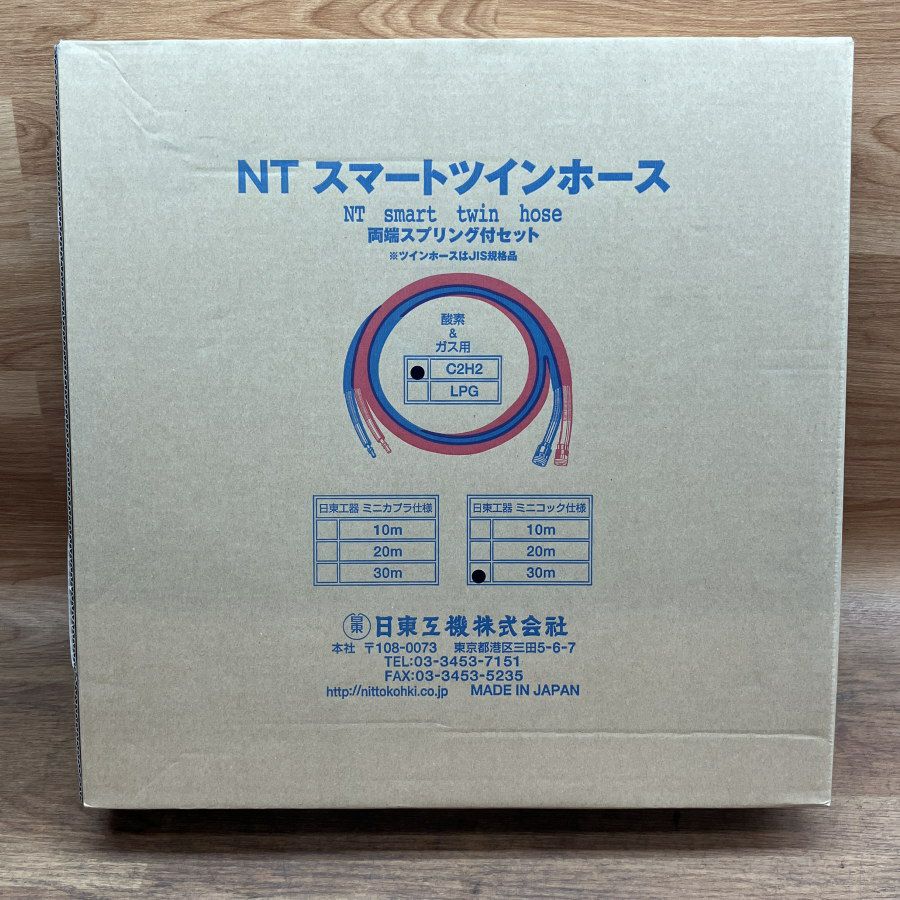 NT スマートツインホース
NT smart twin hose
両端スプリング付セット
※ツインホースはJIS規格品
酸素
&
ガス用
C2H2
LPG
日東工器 ミニカプラ仕様
10m
20m
30m
日東工器 ミニコック仕様
10m
20m
30m
日東 日東工機株式会社
本社 〒108-0073 東京都港区三田5-6-7
TEL:03-3453-7151
FAX:03-3453-5235
http://nittokohki.co.jp MADE IN JAPAN